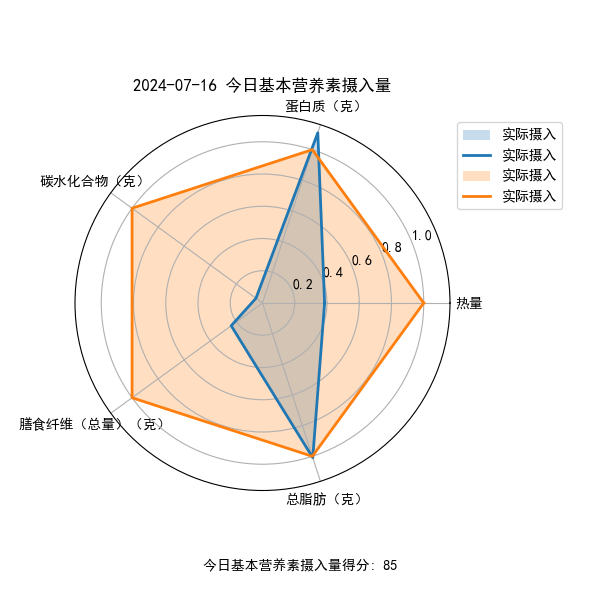 2024-07-16 今日基本营养素摄入量
蛋白质（克）
实际摄入
实际摄入
实际摄入
实际摄入
碳水化合物（克）
1.0
0.8
0.6
0.4
0.2
热量
膳食纤维（总量）（克）
总脂肪（克）
今日基本营养素摄入量得分: 85